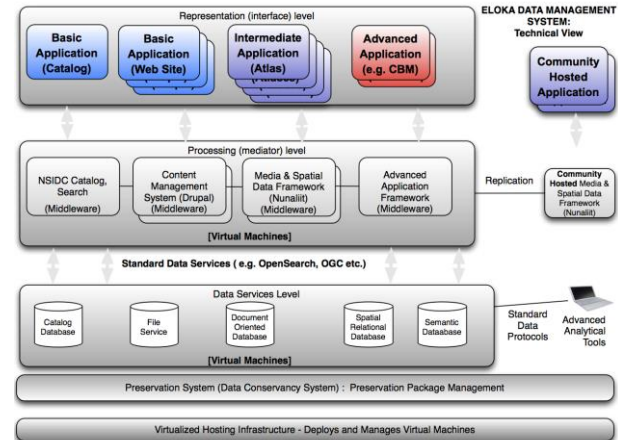 Representation (interface) level
ELOKA DATA MANAGEMENT
SYSTEM:
Technical View
Basic
Application
(Catalog)
Basic
Application
(Web Site)
Intermediate
Application
(Atlas)
Advanced
Application
(e.g. CBM)
Community
Hosted
Application
Processing (mediator) level
NSIDC Catalog,
Search
(Middleware)
Content
Management
System (Drupal)
(Middleware)
Media & Spatial
Data Framework
(Nunaliit)
(Middleware)
Advanced
Application
Framework
(Middleware)
Replication
Community
Hosted Media &
Spatial Data
Framework
(Nunaliit)
[Virtual Machines]
Standard Data Services ( e.g. OpenSearch, OGC etc.)
Data Services Level
Catalog
Database
File
Service
Document
Oriented
Database
Spatial
Relational
Database
Semantic
Dataabase
Standard
Data
Protocols
Advanced
Analytical
Tools
[Virtual Machines]
Preservation System (Data Conservancy System) : Preservation Package Management
Virtualized Hosting Infrastructure - Deploys and Manages Virtual Machines